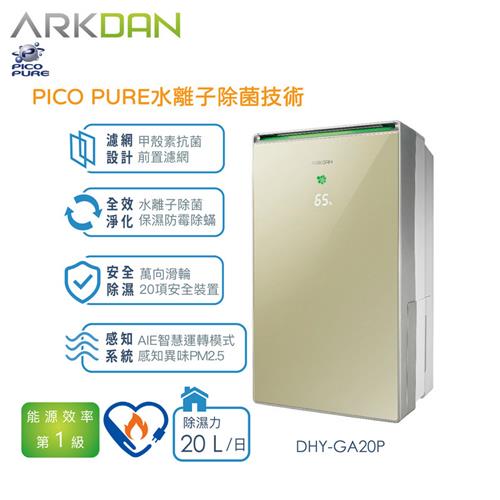 ARKDAN
PICO
PURE
PICO PURE水離子除菌技術
濾網
設計
甲殼素抗菌
前置濾網
全效
淨化
水離子除菌
保濕防霉除蟎
安全
除濕
萬向滑輪
20項安全裝置
感知
系統
AIE智慧運轉模式
感知異味PM2.5
ARKDAN
65%
能源效率
第1級
除濕力
20 L/日
DHY-GA20P